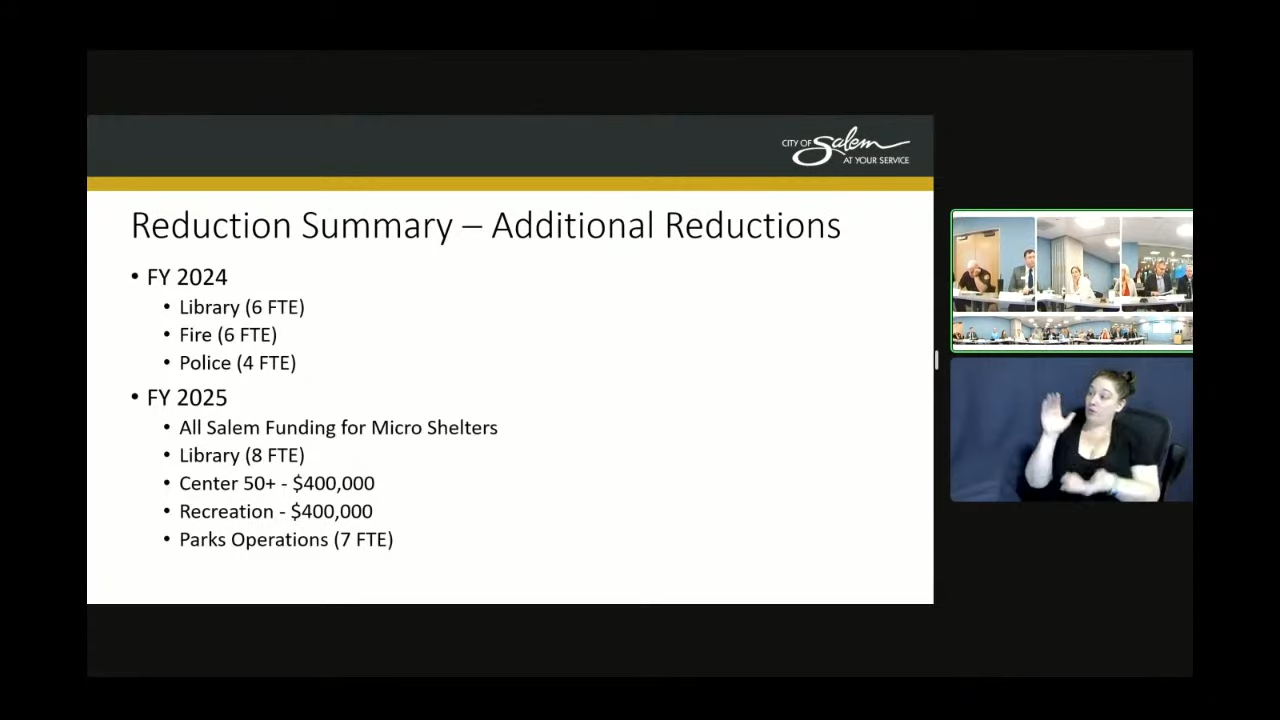 CITY OF Salem
AT YOUR SERVICE
Reduction Summary – Additional Reductions
• FY 2024
• Library (6 FTE)
• Fire (6 FTE)
• Police (4 FTE)
• FY 2025
• All Salem Funding for Micro Shelters
• Library (8 FTE)
• Center 50+ - $400,000
• Recreation - $400,000
• Parks Operations (7 FTE)